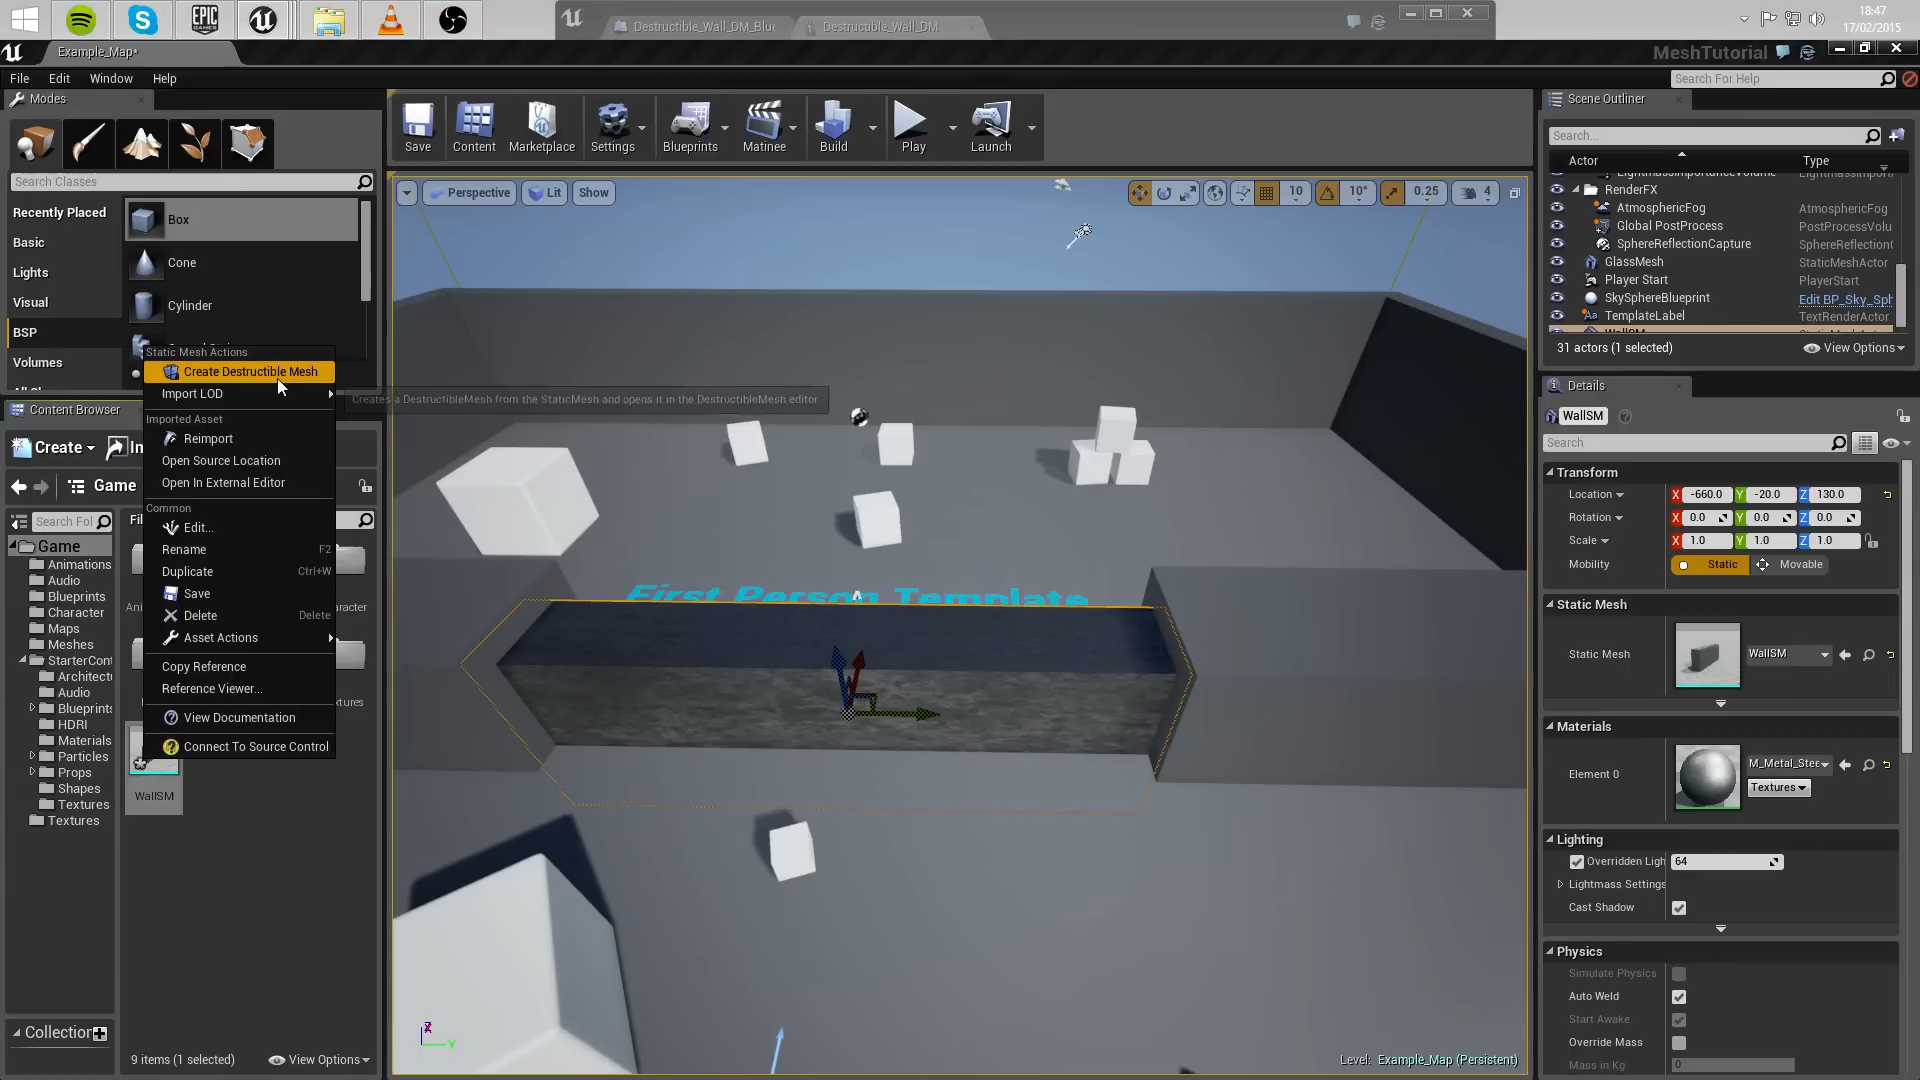 EPIC
GAMES
Destructible_Wall_DM_Blue
Destructible_Wall_DM
18:47
17/02/2015
Example_Map*
MeshTutorial
File
Edit
Window
Help
Search For Help
Modes
Search Classes
Recently Placed
Basic
Lights
Visual
BSP
Volumes
Box
Cone
Cylinder
Save
Content
Marketplace
Settings
Blueprints
Matinee
Build
Play
Launch
Perspective
Lit
Show
10
10°
0.25
4
Static Mesh Actions
Create Destructible Mesh
Import LOD
Creates a DestructibleMesh from the StaticMesh and opens it in the DestructibleMesh editor.
Imported Asset
Reimport
Open Source Location
Open In External Editor
Common
Edit...
Rename F2
Duplicate Ctrl+W
Save
Delete Delete
Asset Actions
Copy Reference
Reference Viewer...
View Documentation
Connect To Source Control
Content Browser
Create
Game
Search Fol
Game
Animations
Audio
Blueprints
Character
Maps
Meshes
StarterCont
Architectu
Audio
Blueprints
HDRI
Materials
Particles
Props
Shapes
Textures
Textures
WallSM
Collection
9 items (1 selected)
View Options
First Person Template
Level: Example_Map (Persistent)
Scene Outliner
Search...
Actor
Type
RenderFX
AtmosphericFog AtmosphericFog
Global PostProcess PostProcessVolu
SphereReflectionCapture SphereReflection
GlassMesh StaticMeshActor
Player Start PlayerStart
SkySphereBlueprint Edit BP_Sky_Sph
TemplateLabel TextRenderActor
31 actors (1 selected)
View Options
Details
WallSM
Search
Transform
Location X -660.0 Y -20.0 Z 130.0
Rotation X 0.0 Y 0.0 Z 0.0
Scale X 1.0 Y 1.0 Z 1.0
Mobility Static Movable
Static Mesh
Static Mesh WallSM
Materials
Element 0 M_Metal_Stee
Textures
Lighting
Overridden Ligh 64
Lightmass Settings
Cast Shadow
Physics
Simulate Physics
Auto Weld
Start Awake
Override Mass
Mass in Kg 0